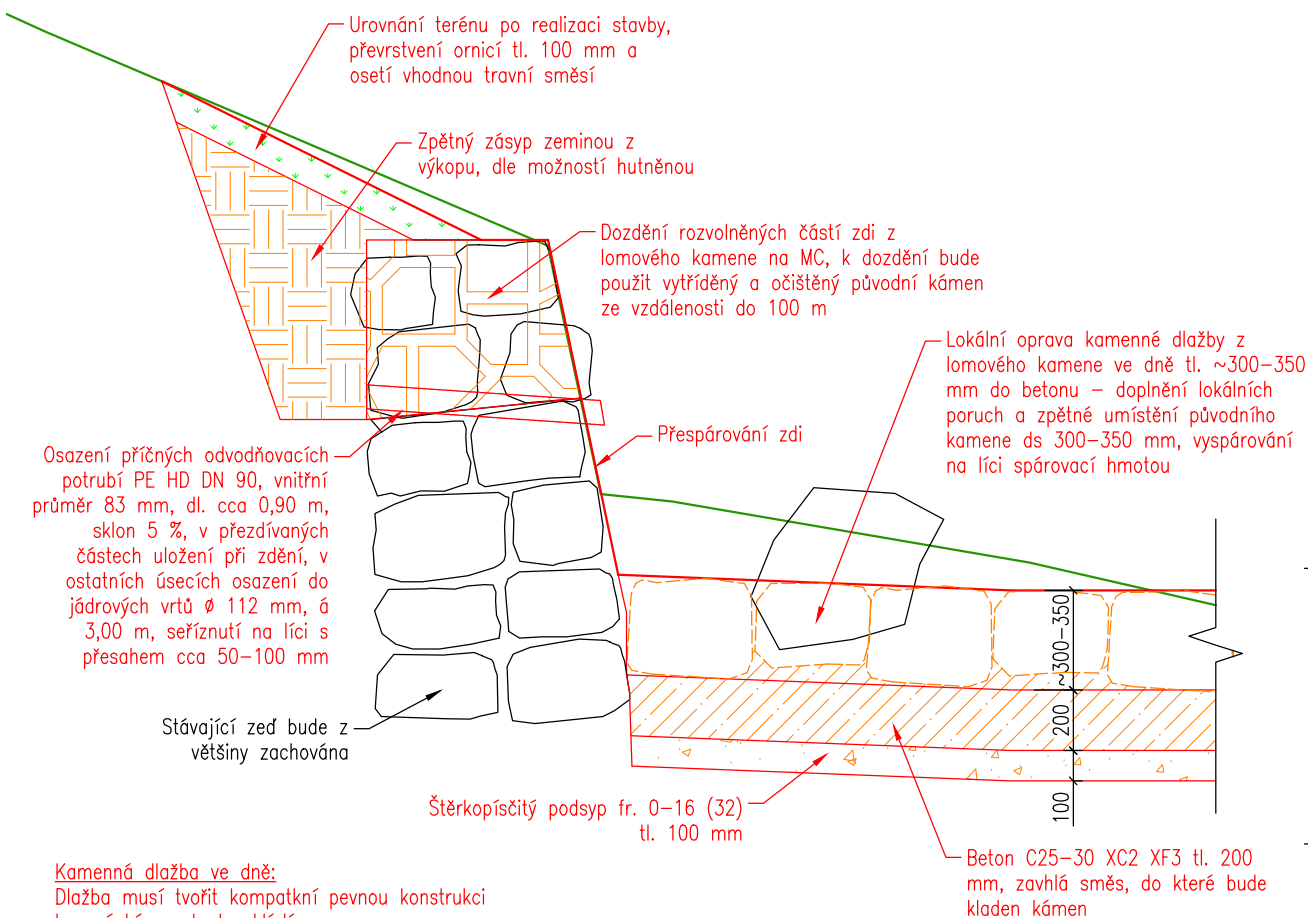 Urovnání terénu po realizaci stavby,
převrstvení ornicí tl. 100 mm a
osetí vhodnou travní směsí
Zpětný zásyp zeminou z
výkopu, dle možností hutněnou
Dozdění rozvolněných částí zdi z
lomového kamene na MC, k dozdění bude
použit vytříděný a očištěný původní kámen
ze vzdálenosti do 100 m
Lokální oprava kamenné dlažby z
lomového kamene ve dně tl. ~300-350
mm do betonu – doplnění lokálních
poruch a zpětné umístění původního
kamene ds 300-350 mm, vyspárování
na líci spárovací hmotou
Přespárování zdi
Osazení příčných odvodňovacích
potrubí PE HD DN 90, vnitřní
průměr 83 mm, dl. cca 0,90 m,
sklon 5 %, v přezdívaných
částech uložení při zdění, v
ostatních úsecích osazení do
jádrových vrtů ø 112 mm, á
3,00 m, seříznutí na líci s
přesahem cca 50-100 mm
Stávající zeď bude z
většiny zachována
~300-350
200
100
Štěrkopísčitý podsyp fr. 0-16 (32)
tl. 100 mm
Beton C25-30 XC2 XF3 tl. 200
mm, zavhlá směs, do které bude
kladen kámen
Kamenná dlažba ve dně:
Dlažba musí tvořit kompatkní pevnou konstrukci